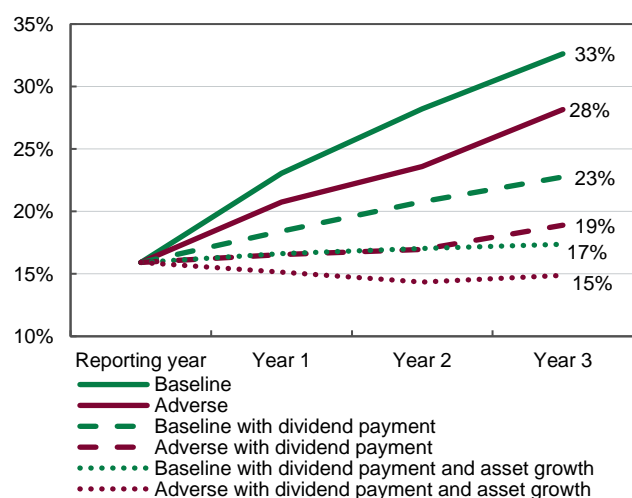 35%
30%
25%
20%
15%
10%
33%
28%
23%
19%
17%
15%
Reporting year Year 1 Year 2 Year 3
Baseline
Adverse
Baseline with dividend payment
Adverse with dividend payment
Baseline with dividend payment and asset growth
Adverse with dividend payment and asset growth